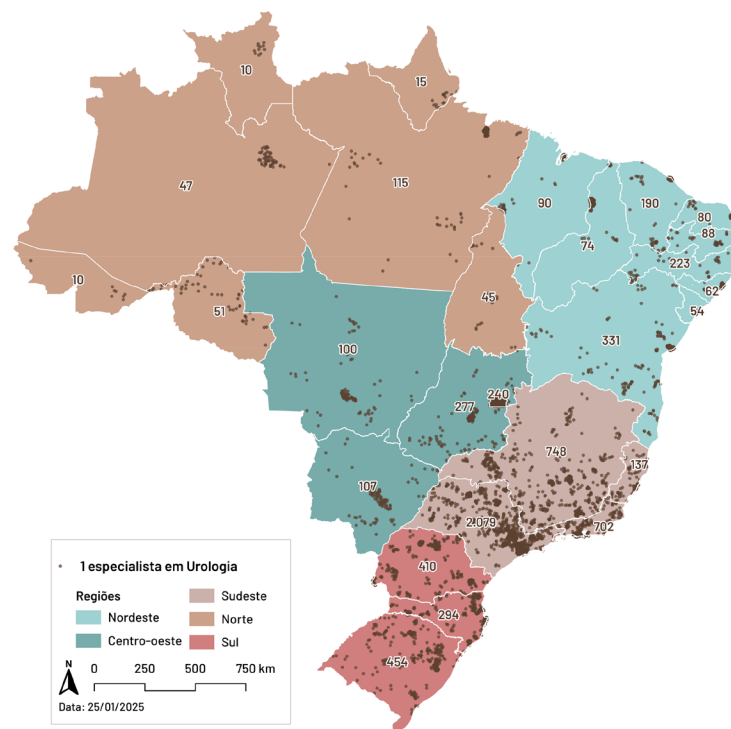 10
15
47
115
90
190
80
88
74
223
62
54
10
51
45
331
100
240
277
748
137
107
2.079
702
410
294
454
1 especialista em Urologia
Regiões
Nordeste
Centro-oeste
Sudeste
Norte
Sul
N
0 250 500 750 km
Data: 25/01/2025